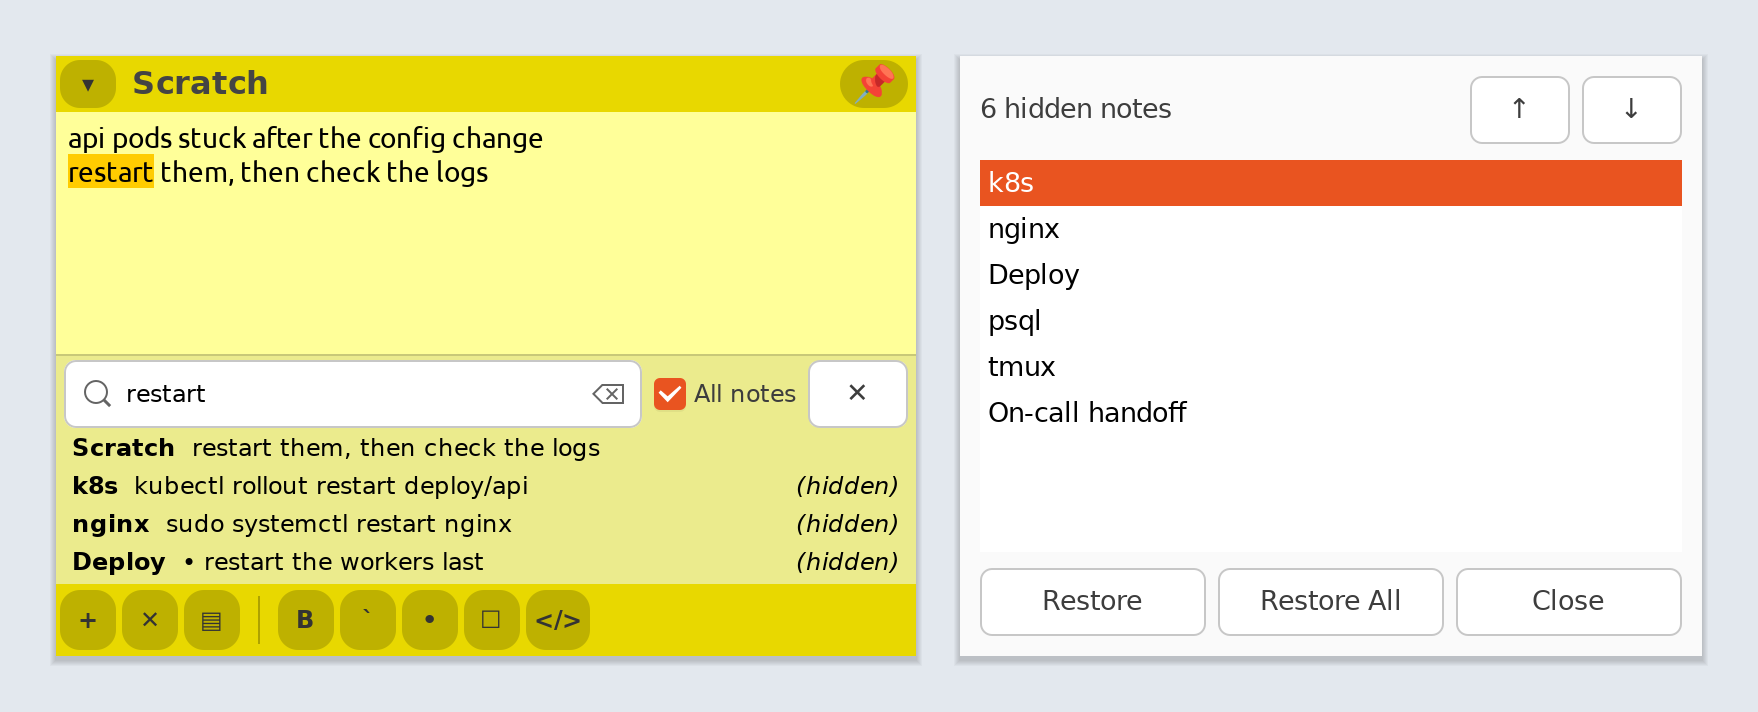 ▾ Scratch 📌
api pods stuck after the config change
restart them, then check the logs
restart All notes ✕
Scratch restart them, then check the logs
k8s kubectl rollout restart deploy/api (hidden)
nginx sudo systemctl restart nginx (hidden)
Deploy • restart the workers last (hidden)
+ ✕ ▤ B ` • ☐ </>
6 hidden notes ↑ ↓
k8s
nginx
Deploy
psql
tmux
On-call handoff
Restore Restore All Close